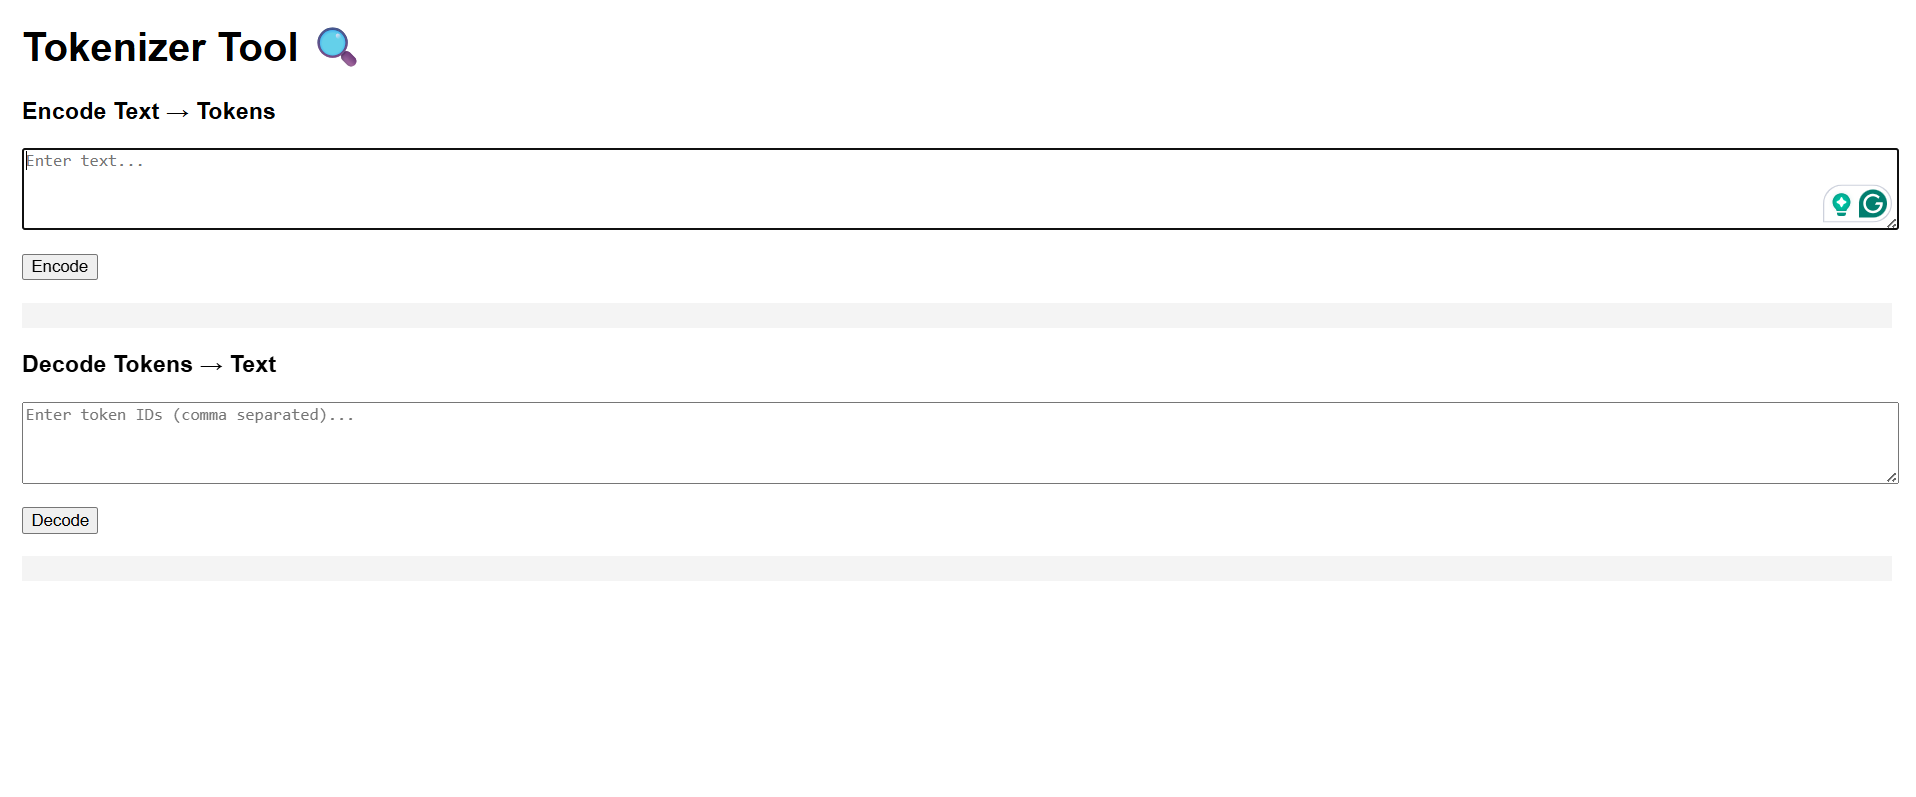 Tokenizer Tool 🔍
Encode Text → Tokens
Enter text...
Encode
Decode Tokens → Text
Enter token IDs (comma separated)...
Decode